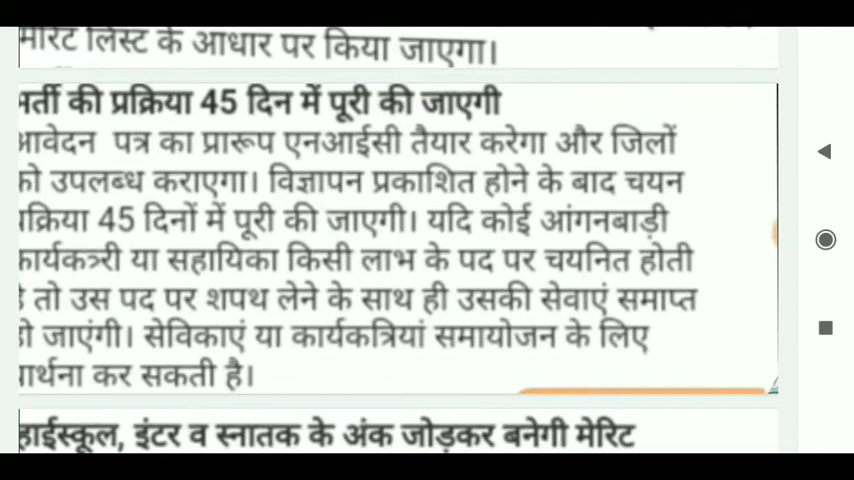 मेरिट लिस्ट के आधार पर किया जाएगा।
भर्ती की प्रक्रिया 45 दिन में पूरी की जाएगी
आवेदन पत्र का प्रारूप एनआईसी तैयार करेगा और जिलों
को उपलब्ध कराएगा। विज्ञापन प्रकाशित होने के बाद चयन
प्रक्रिया 45 दिनों में पूरी की जाएगी। यदि कोई आंगनबाड़ी
कार्यकत्री या सहायिका किसी लाभ के पद पर चयनित होती
है तो उस पद पर शपथ लेने के साथ ही उसकी सेवाएं समाप्त
हो जाएंगी। सेविकाएं या कार्यकत्रियां समायोजन के लिए
प्रार्थना कर सकती है।
हाईस्कूल, इंटर व स्नातक के अंक जोड़कर बनेगी मेरिट